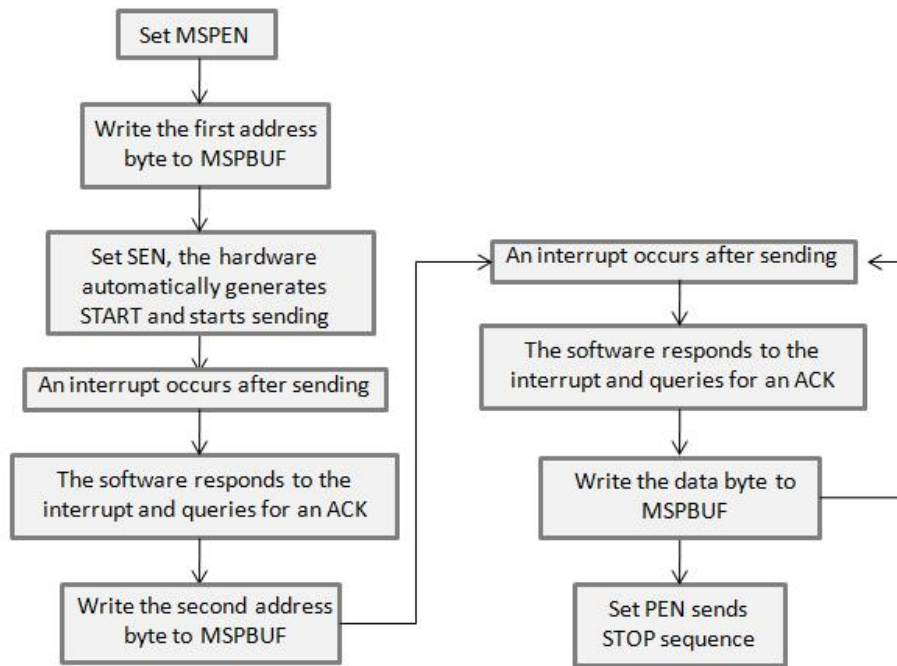 Set MSPEN
Write the first address
byte to MSPBUF
Set SEN, the hardware
automatically generates
START and starts sending
An interrupt occurs after sending
The software responds to the
interrupt and queries for an ACK
Write the second address
byte to MSPBUF
An interrupt occurs after sending
The software responds to the
interrupt and queries for an ACK
Write the data byte to
MSPBUF
Set PEN sends
STOP sequence